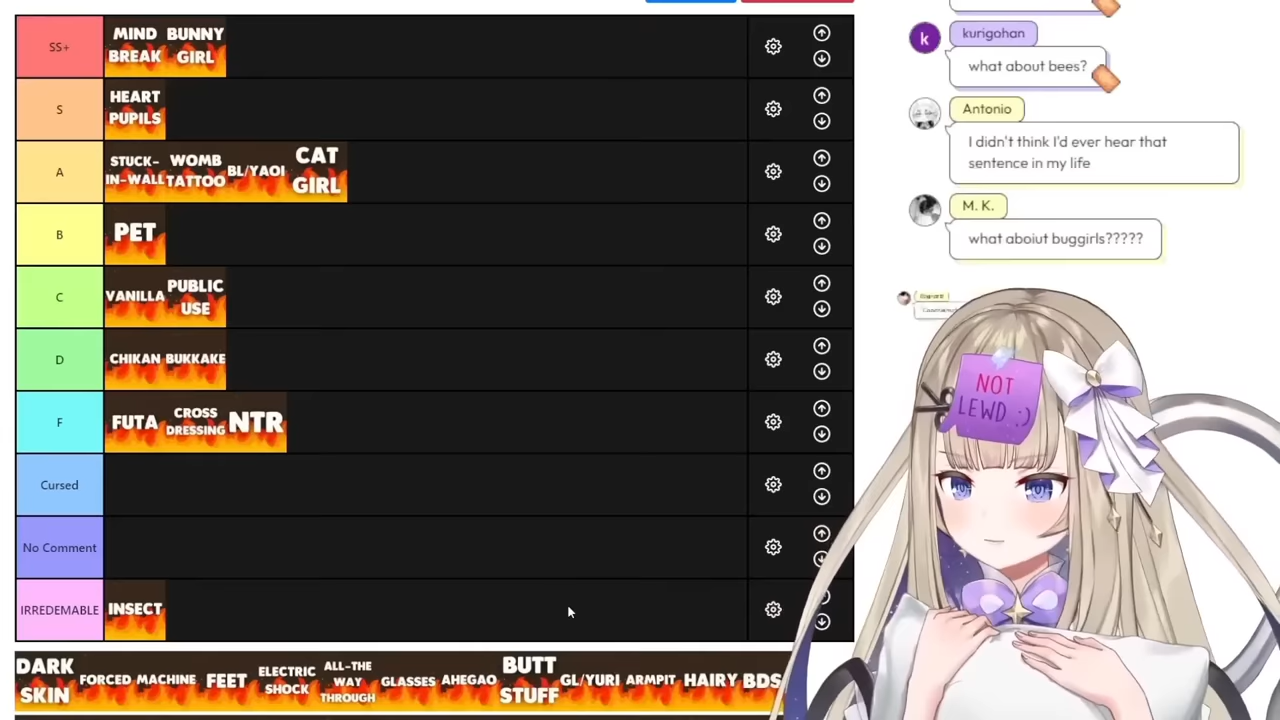 SS+
MIND BREAK
BUNNY GIRL
S
HEART PUPILS
A
STUCK-IN-WALL
WOMB TATTOO
BL/YAOI
CAT GIRL
B
PET
C
VANILLA
PUBLIC USE
D
CHIKAN
BUKKAKE
F
FUTA
CROSS DRESSING
NTR
Cursed
No Comment
IRREDEMABLE
INSECT
DARK SKIN
FORCED
MACHINE
FEET
ELECTRIC SHOCK
ALL-THE WAY THROUGH
GLASSES
AHEGAO
BUTT STUFF
GL/YURI
ARMPIT
HAIRY
BDS
k
kurigohan
what about bees?
Antonio
I didn't think I'd ever hear that
sentence in my life
M. K.
what aboiut buggirls?????
NOT
LEWD :)